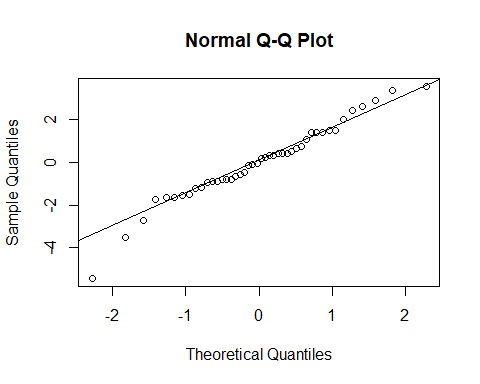 Normal Q-Q Plot
Sample Quantiles
2
0
-2
-4
-2 -1 0 1 2
Theoretical Quantiles